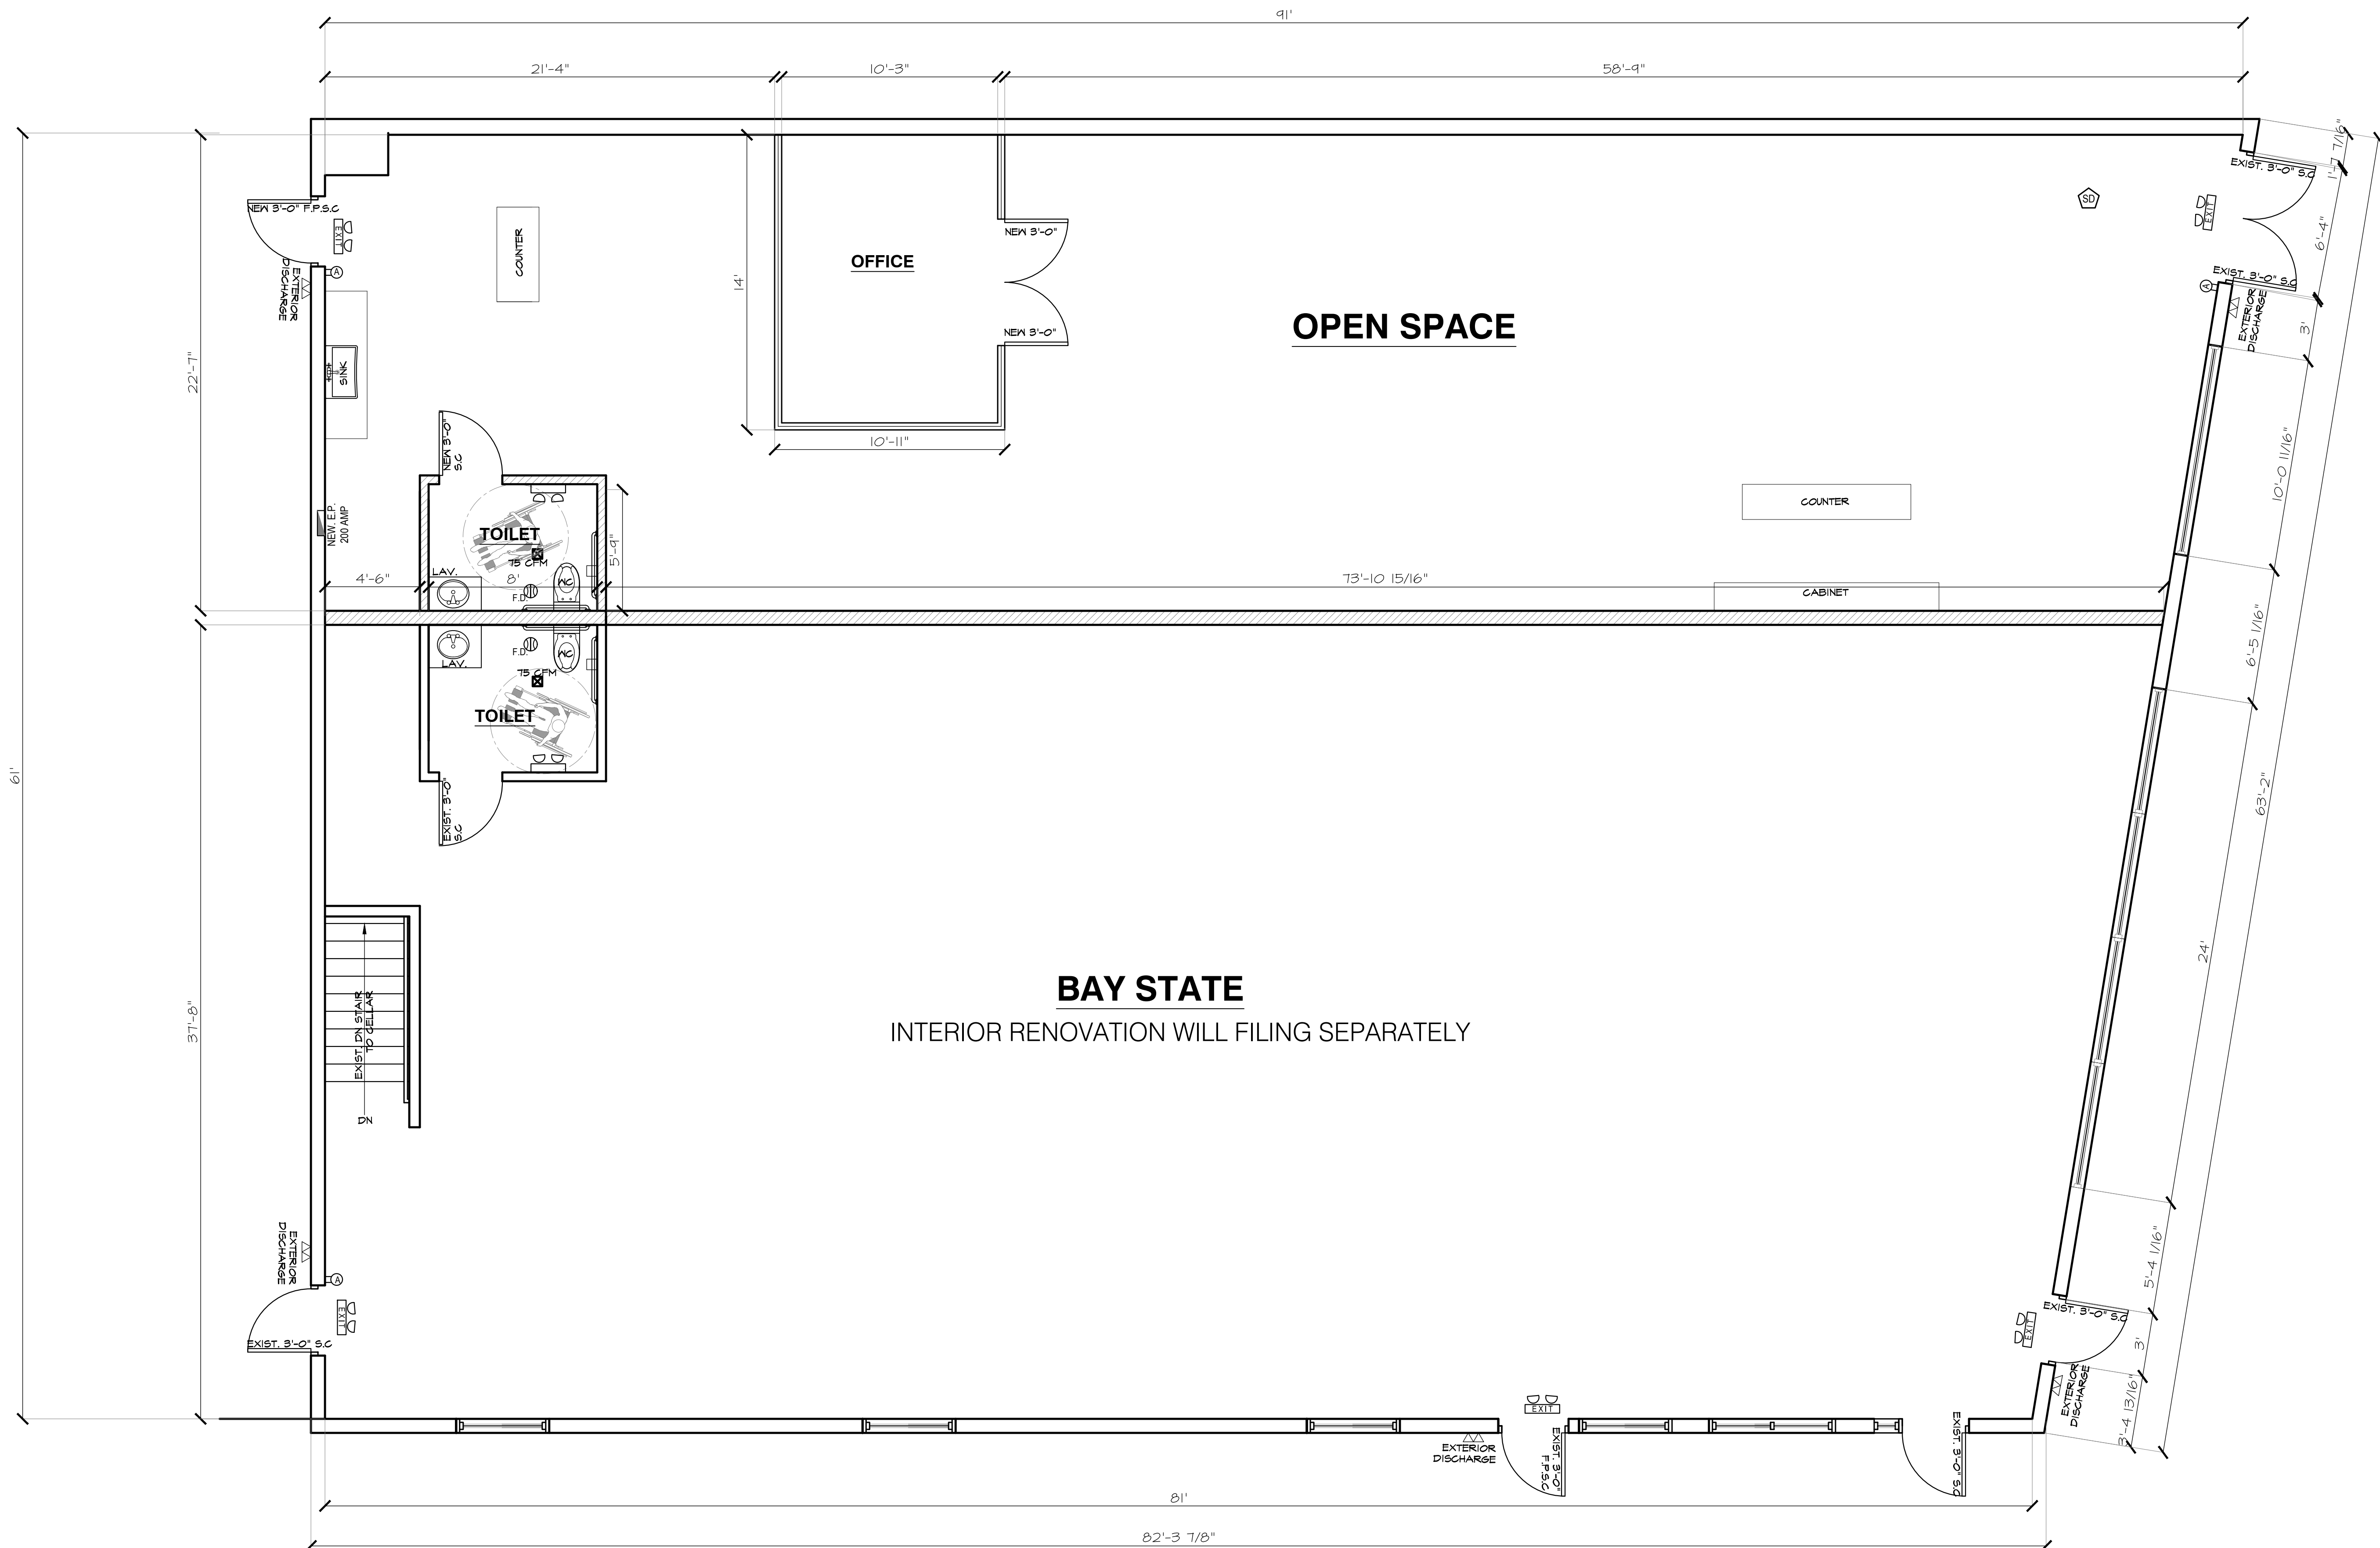 91'
21'-4"
10'-3"
58'-9"
1'-7 7/16"
EXIST. 3'-0" S.C
NEW 3'-0" F.P.S.C
EXIT
COUNTER
SD
EXIT
6'-4"
NEW 3'-0"
OFFICE
14'
EXIST. 3'-0" S.C
EXTERIOR
DISCHARGE
A
A
EXTERIOR
DISCHARGE
3'
OPEN SPACE
NEW 3'-0"
22'-7"
SINK
NEW 3'-0"
S.C
10'-11"
10'-0 11/16"
COUNTER
NEW. E.P.
200 AMP
TOILET
5'-9"
75 CFM
LAV.
4'-6"
8'
WC
F.D.
73'-10 15/16"
CABINET
6'-5 1/16"
F.D.
WC
LAV.
75 CFM
TOILET
61'
EXIST. 3'-0"
S.C
63'-2"
24'
37'-8"
EXIST. DN STAIR
TO CELLAR
DN
BAY STATE
INTERIOR RENOVATION WILL FILING SEPARATELY
EXTERIOR
DISCHARGE
A
5'-4 1/16"
EXIT
EXIST. 3'-0" S.C
EXIST. 3'-0" S.C
EXIT
3'
EXTERIOR
DISCHARGE
3'-4 13/16"
EXIT
EXTERIOR
DISCHARGE
EXIST. 3'-0"
F.P.S.C
EXIST. 3'-0" S.C
81'
82'-3 7/8"